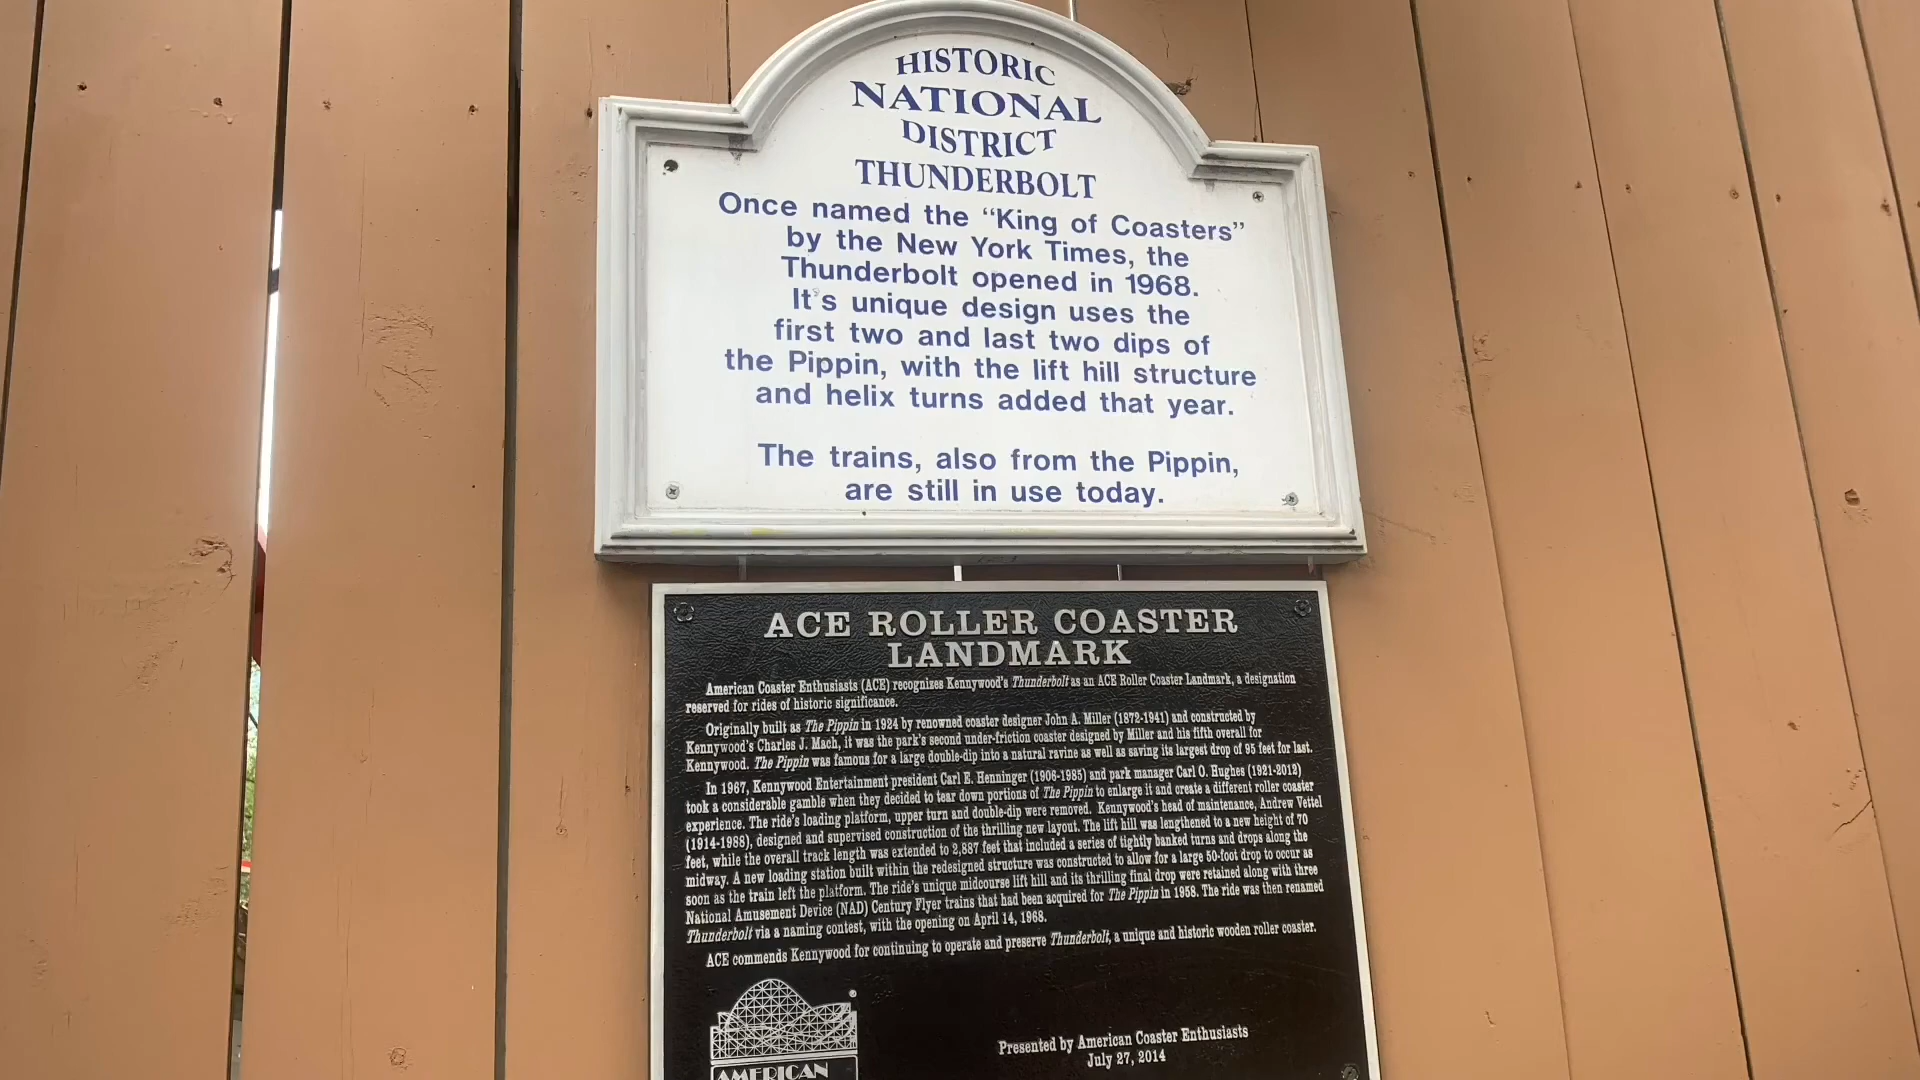 HISTORIC
NATIONAL
DISTRICT
THUNDERBOLT
Once named the “King of Coasters”
by the New York Times, the
Thunderbolt opened in 1968.
It's unique design uses the
first two and last two dips of
the Pippin, with the lift hill structure
and helix turns added that year.
The trains, also from the Pippin,
are still in use today.
ACE ROLLER COASTER
LANDMARK
American Coaster Enthusiasts (ACE) recognizes Kennywood's Thunderbolt as an ACE Roller Coaster Landmark, a designation
reserved for rides of historic significance.
Originally built as The Pippin in 1924 by renowned coaster designer John A. Miller (1872-1941) and constructed by
Kennywood's Charles J. Mach, it was the park's second under-friction coaster designed by Miller and his fifth overall for
Kennywood. The Pippin was famous for a large double-dip into a natural ravine as well as saving its largest drop of 95 feet for last.
In 1967, Kennywood Entertainment president Carl E. Henninger (1906-1985) and park manager Carl O. Hughes (1921-2012)
took a considerable gamble when they decided to tear down portions of The Pippin to enlarge it and create a different roller coaster
experience. The ride's loading platform, upper turn and double-dip were removed. Kennywood's head of maintenance, Andrew Vettel
(1914-1988), designed and supervised construction of the thrilling new layout. The lift hill was lengthened to a new height of 70
feet, while the overall track length was extended to 2,887 feet that included a series of tightly banked turns and drops along the
midway. A new loading station built within the redesigned structure was constructed to allow for a large 50-foot drop to occur as
soon as the train left the platform. The ride's unique midcourse lift hill and its thrilling final drop were retained along with three
National Amusement Device (NAD) Century Flyer trains that had been acquired for The Pippin in 1958. The ride was then renamed
Thunderbolt via a naming contest, with the opening on April 14, 1968.
ACE commends Kennywood for continuing to operate and preserve Thunderbolt, a unique and historic wooden roller coaster.
®
AMERICAN
Presented by American Coaster Enthusiasts
July 27, 2014